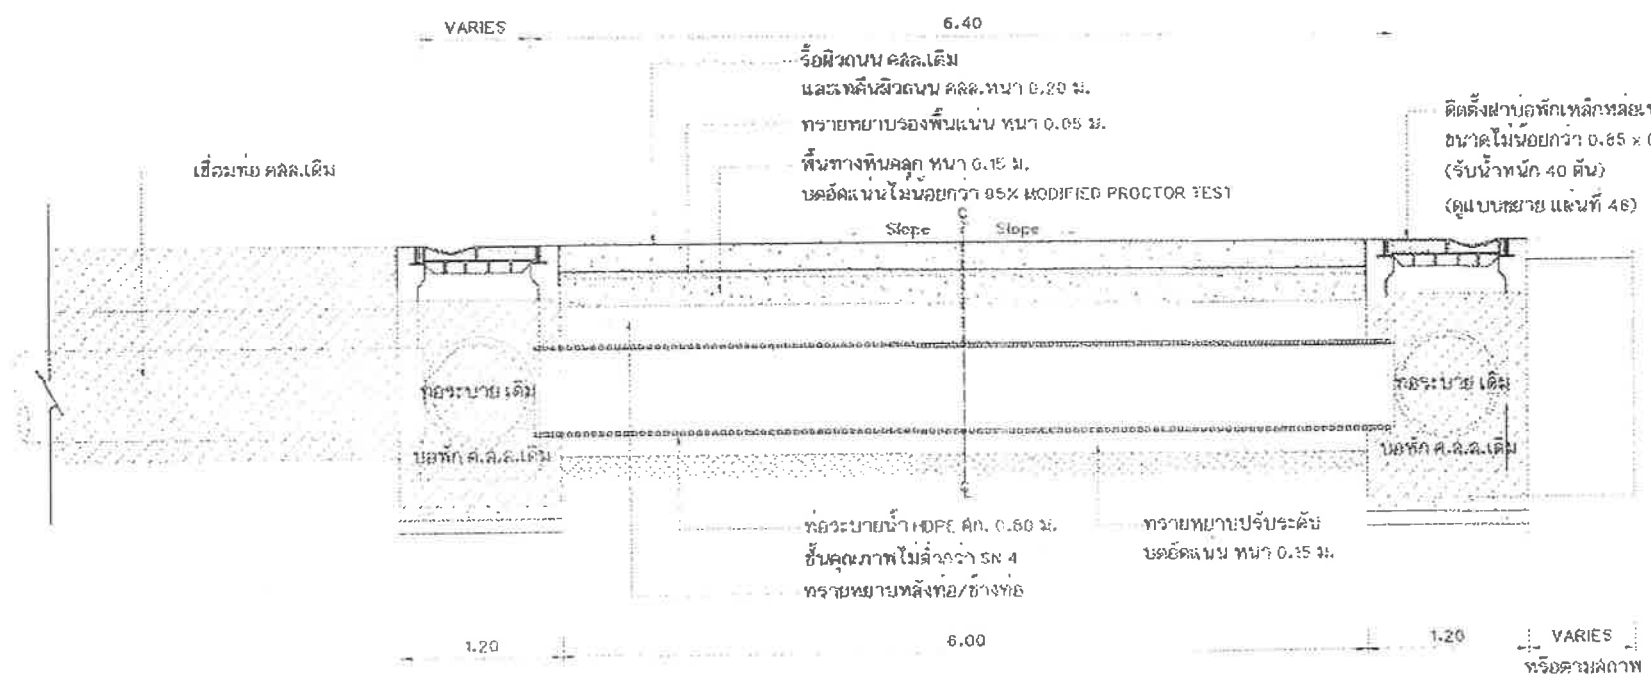 VARIES
6.40
รื้อผิวถนน คสล.เดิม
และเทคืนผิวถนน คสล.หนา 0.20 ม.
ทรายหยาบรองพื้นแน่น หนา 0.05 ม.
พื้นทางหินคลุก หนา 0.15 ม.
บดอัดแน่นไม่น้อยกว่า 95% MODIFIED PROCTOR TEST
ติดตั้งฝาบ่อพักเหล็กหล่อ
ขนาดไม่น้อยกว่า 0.85 x
(รับน้ำหนัก 40 ตัน)
(ดูแบบขยาย แผ่นที่ 46)
เชื่อมท่อ คสล.เดิม
C
Slope
Slope
ท่อระบาย เดิม
ท่อระบาย เดิม
บ่อพัก ค.ส.ล.เดิม
บ่อพัก ค.ส.ล.เดิม
ท่อระบายน้ำ HDPE ศก. 0.60 ม.
ชั้นคุณภาพไม่ต่ำกว่า SN 4
ทรายหยาบหลังท่อ/ข้างท่อ
ทรายหยาบปรับระดับ
บดอัดแน่น หนา 0.15 ม.
1.20
6.00
1.20
VARIES
หรือตามสภาพ